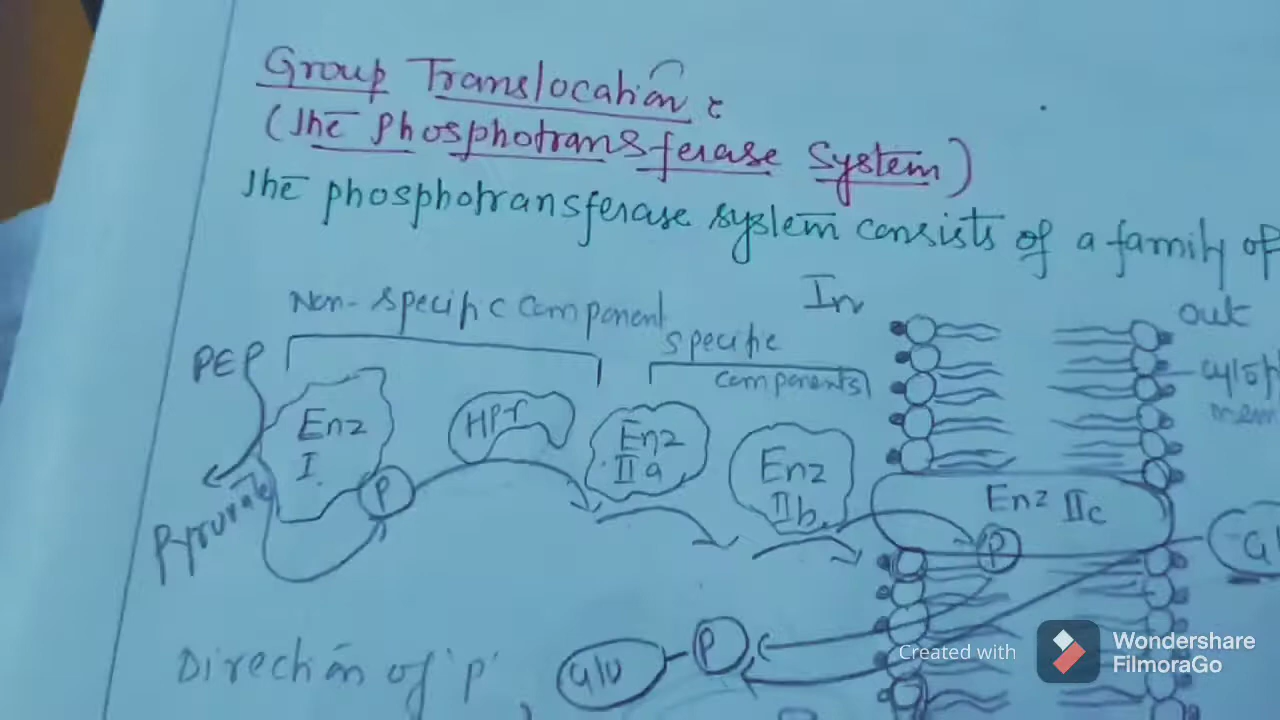 Group Translocation :
(The Phosphotransferase System)
The phosphotransferase system consists of a family of
Non-specific component
specific
components
In
out
PEP
Enz
I
HPr
Enz
IIa
Enz
IIb
Enz IIc
P
P
Pyruvate
Direction of 'P'
Glu
P
Created with
Wondershare
FilmoraGo